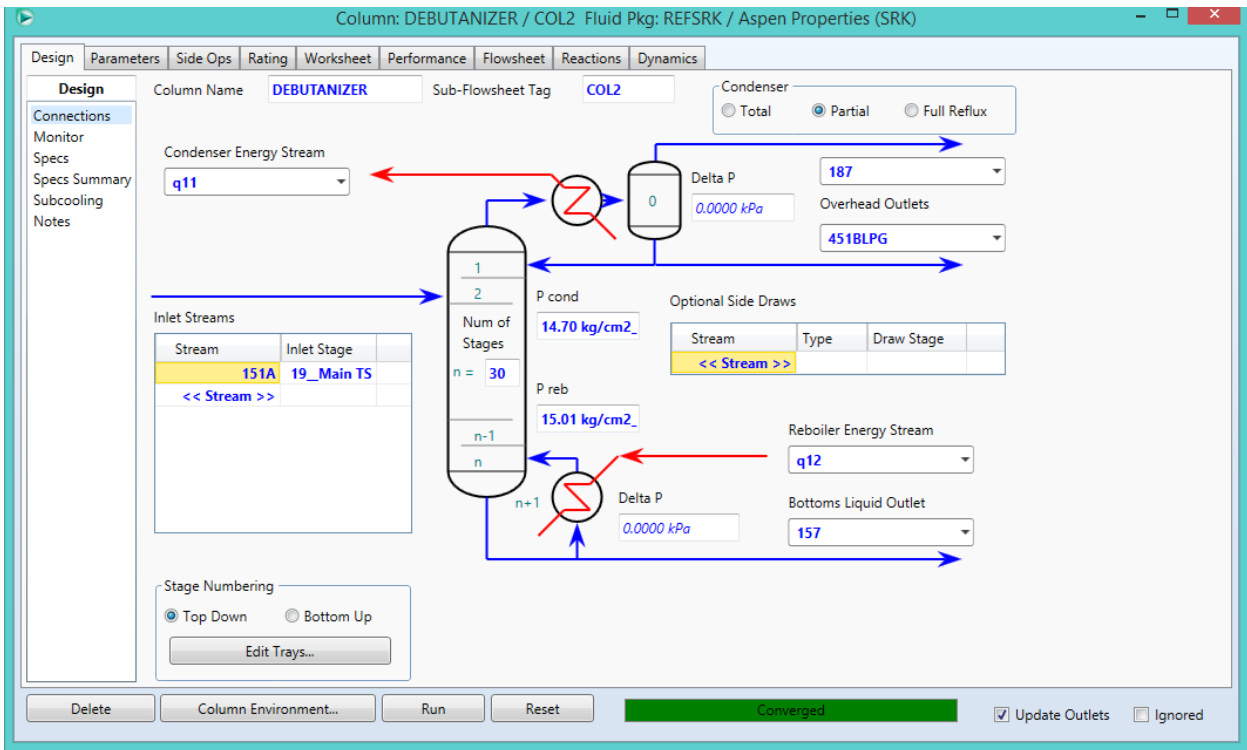 Column: DEBUTANIZER / COL2 Fluid Pkg: REFSRK / Aspen Properties (SRK)
Design Parameters Side Ops Rating Worksheet Performance Flowsheet Reactions Dynamics
Design
Connections
Monitor
Specs
Specs Summary
Subcooling
Notes
Column Name DEBUTANIZER Sub-Flowsheet Tag COL2
Condenser
Total Partial Full Reflux
Condenser Energy Stream
q11
0
Delta P
0.0000 kPa
187
Overhead Outlets
451BLPG
1
2
Num of
Stages
n = 30
n-1
n
n+1
P cond
14.70 kg/cm2_
P reb
15.01 kg/cm2_
Inlet Streams
Stream Inlet Stage
151A 19__Main TS
<< Stream >>
Optional Side Draws
Stream Type Draw Stage
<< Stream >>
Reboiler Energy Stream
q12
Delta P
0.0000 kPa
Bottoms Liquid Outlet
157
Stage Numbering
Top Down Bottom Up
Edit Trays...
Delete Column Environment... Run Reset Converged Update Outlets Ignored